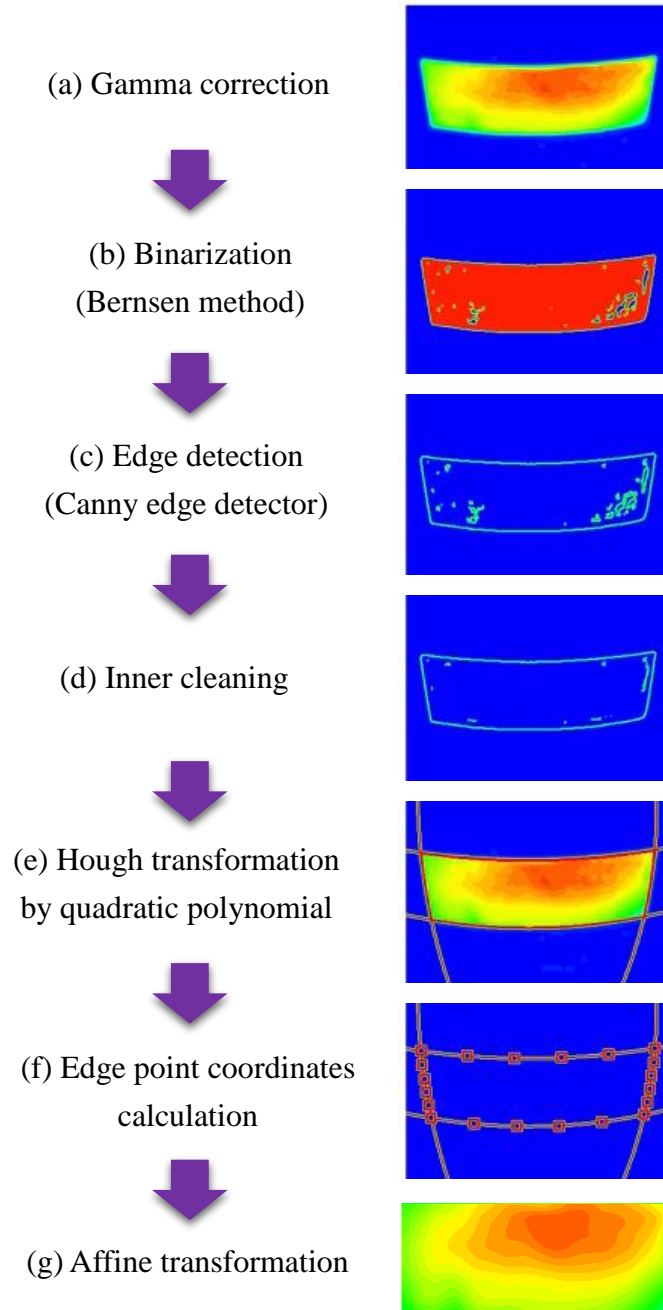 (a) Gamma correction
(b) Binarization
(Bernsen method)
(c) Edge detection
(Canny edge detector)
(d) Inner cleaning
(e) Hough transformation
by quadratic polynomial
(f) Edge point coordinates
calculation
(g) Affine transformation